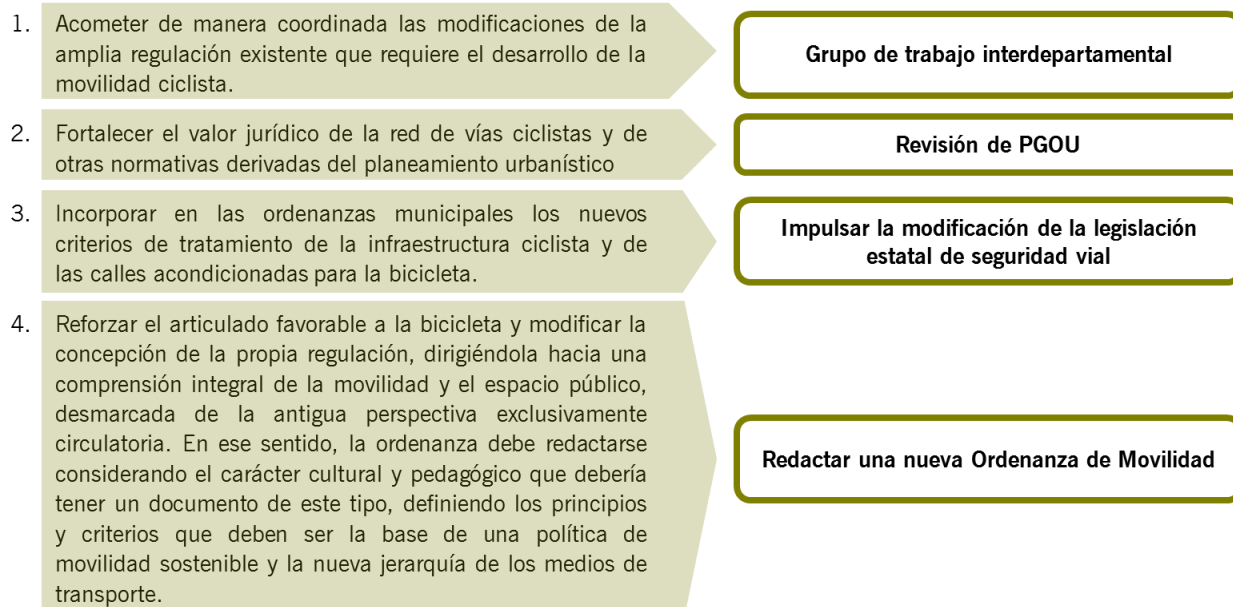 1. Acometer de manera coordinada las modificaciones de la
amplia regulación existente que requiere el desarrollo de la
movilidad ciclista.
Grupo de trabajo interdepartamental
2. Fortalecer el valor jurídico de la red de vías ciclistas y de
otras normativas derivadas del planeamiento urbanístico
Revisión de PGOU
3. Incorporar en las ordenanzas municipales los nuevos
criterios de tratamiento de la infraestructura ciclista y de
las calles acondicionadas para la bicicleta.
Impulsar la modificación de la legislación
estatal de seguridad vial
4. Reforzar el articulado favorable a la bicicleta y modificar la
concepción de la propia regulación, dirigiéndola hacia una
comprensión integral de la movilidad y el espacio público,
desmarcada de la antigua perspectiva exclusivamente
circulatoria. En ese sentido, la ordenanza debe redactarse
considerando el carácter cultural y pedagógico que debería
tener un documento de este tipo, definiendo los principios
y criterios que deben ser la base de una política de
movilidad sostenible y la nueva jerarquía de los medios de
transporte.
Redactar una nueva Ordenanza de Movilidad